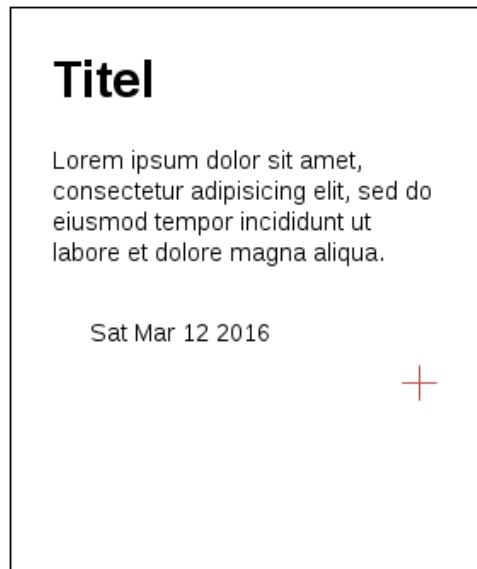 Titel
Lorem ipsum dolor sit amet,
consectetur adipisicing elit, sed do
eiusmod tempor incididunt ut
labore et dolore magna aliqua.
Sat Mar 12 2016